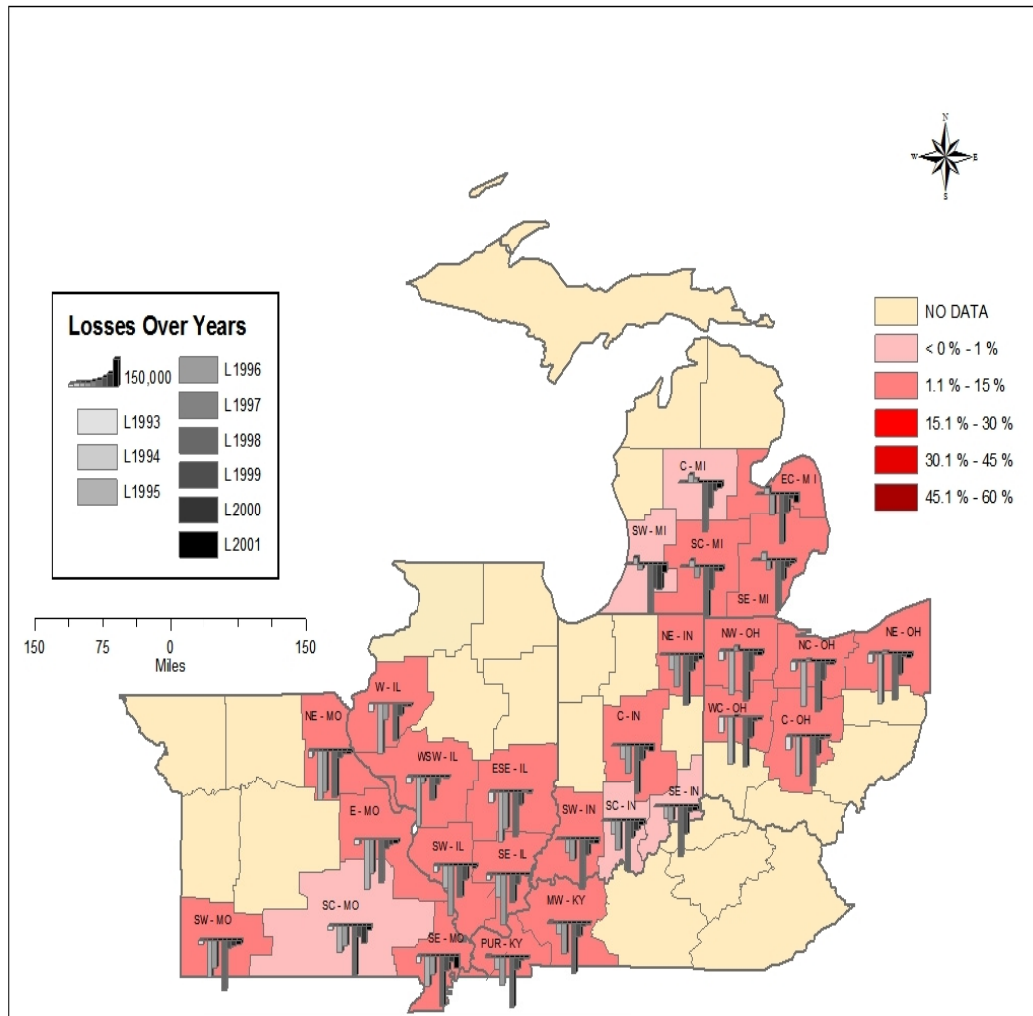 N
W E
S
Losses Over Years
150,000
L1993
L1994
L1995
L1996
L1997
L1998
L1999
L2000
L2001
NO DATA
< 0 % - 1 %
1.1 % - 15 %
15.1 % - 30 %
30.1 % - 45 %
45.1 % - 60 %
150 75 0 150
Miles
C - MI
EC - MI
SW - MI
SC - MI
SE - MI
NE - IN
NW - OH
NC - OH
NE - OH
W - IL
NE - MO
C - IN
WC - OH
C - OH
WSW - IL
ESE - IL
SE - IN
SW - IN
SC - IN
E - MO
SW - IL
SE - IL
SC - MO
MW - KY
SW - MO
SE - MO
PUR - KY